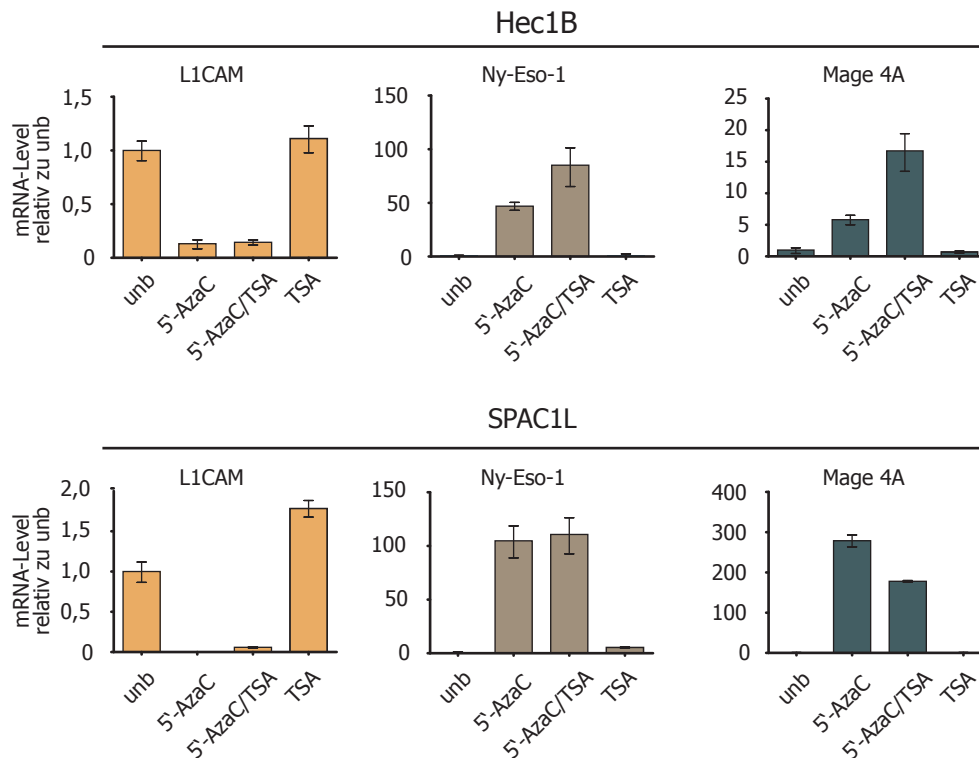 Hec1B
L1CAM
Ny-Eso-1
Mage 4A
mRNA-Level
relativ zu unb
1,5
1,0
0,5
0
unb
5‘-AzaC
5‘-AzaC/TSA
TSA
150
100
50
0
unb
5‘-AzaC
5‘-AzaC/TSA
TSA
25
20
15
10
5
0
unb
5‘-AzaC
5‘-AzaC/TSA
TSA
SPAC1L
L1CAM
Ny-Eso-1
Mage 4A
mRNA-Level
relativ zu unb
2,0
1,5
1,0
0,5
0
unb
5‘-AzaC
5‘-AzaC/TSA
TSA
150
100
50
0
unb
5‘-AzaC
5‘-AzaC/TSA
TSA
400
300
200
100
0
unb
5‘-AzaC
5‘-AzaC/TSA
TSA